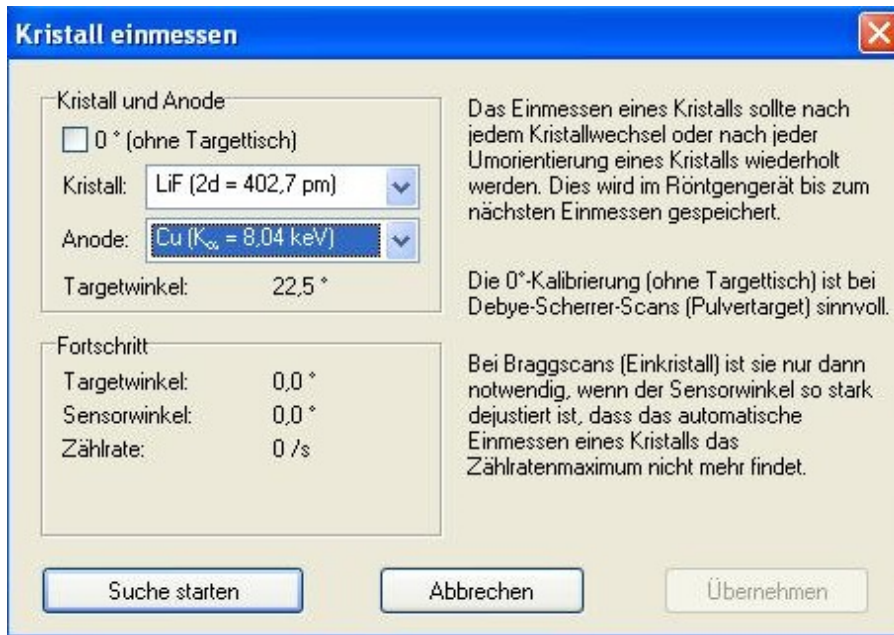 Kristall einmessen
Kristall und Anode
0 ° (ohne Targettisch)
Kristall: LiF (2d = 402,7 pm)
Anode: Cu (Kα = 8,04 keV)
Targetwinkel: 22,5 °
Fortschritt
Targetwinkel: 0,0 °
Sensorwinkel: 0,0 °
Zählrate: 0 /s
Das Einmessen eines Kristalls sollte nach
jedem Kristallwechsel oder nach jeder
Umorientierung eines Kristalls wiederholt
werden. Dies wird im Röntgengerät bis zum
nächsten Einmessen gespeichert.
Die 0°-Kalibrierung (ohne Targettisch) ist bei
Debye-Scherrer-Scans (Pulvertarget) sinnvoll.
Bei Braggscans (Einkristall) ist sie nur dann
notwendig, wenn der Sensorwinkel so stark
dejustiert ist, dass das automatische
Einmessen eines Kristalls das
Zählratenmaximum nicht mehr findet.
Suche starten
Abbrechen
Übernehmen